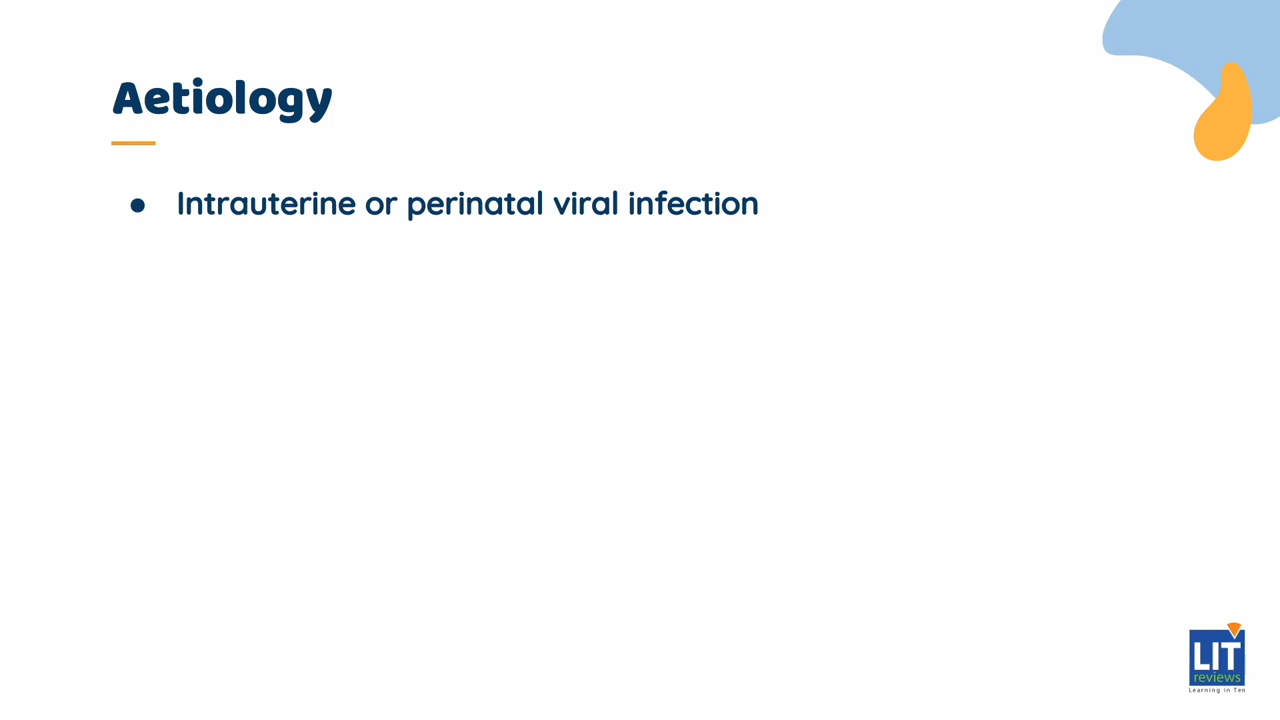 Aetiology
● Intrauterine or perinatal viral infection
LIT
reviews
Learning in Ten